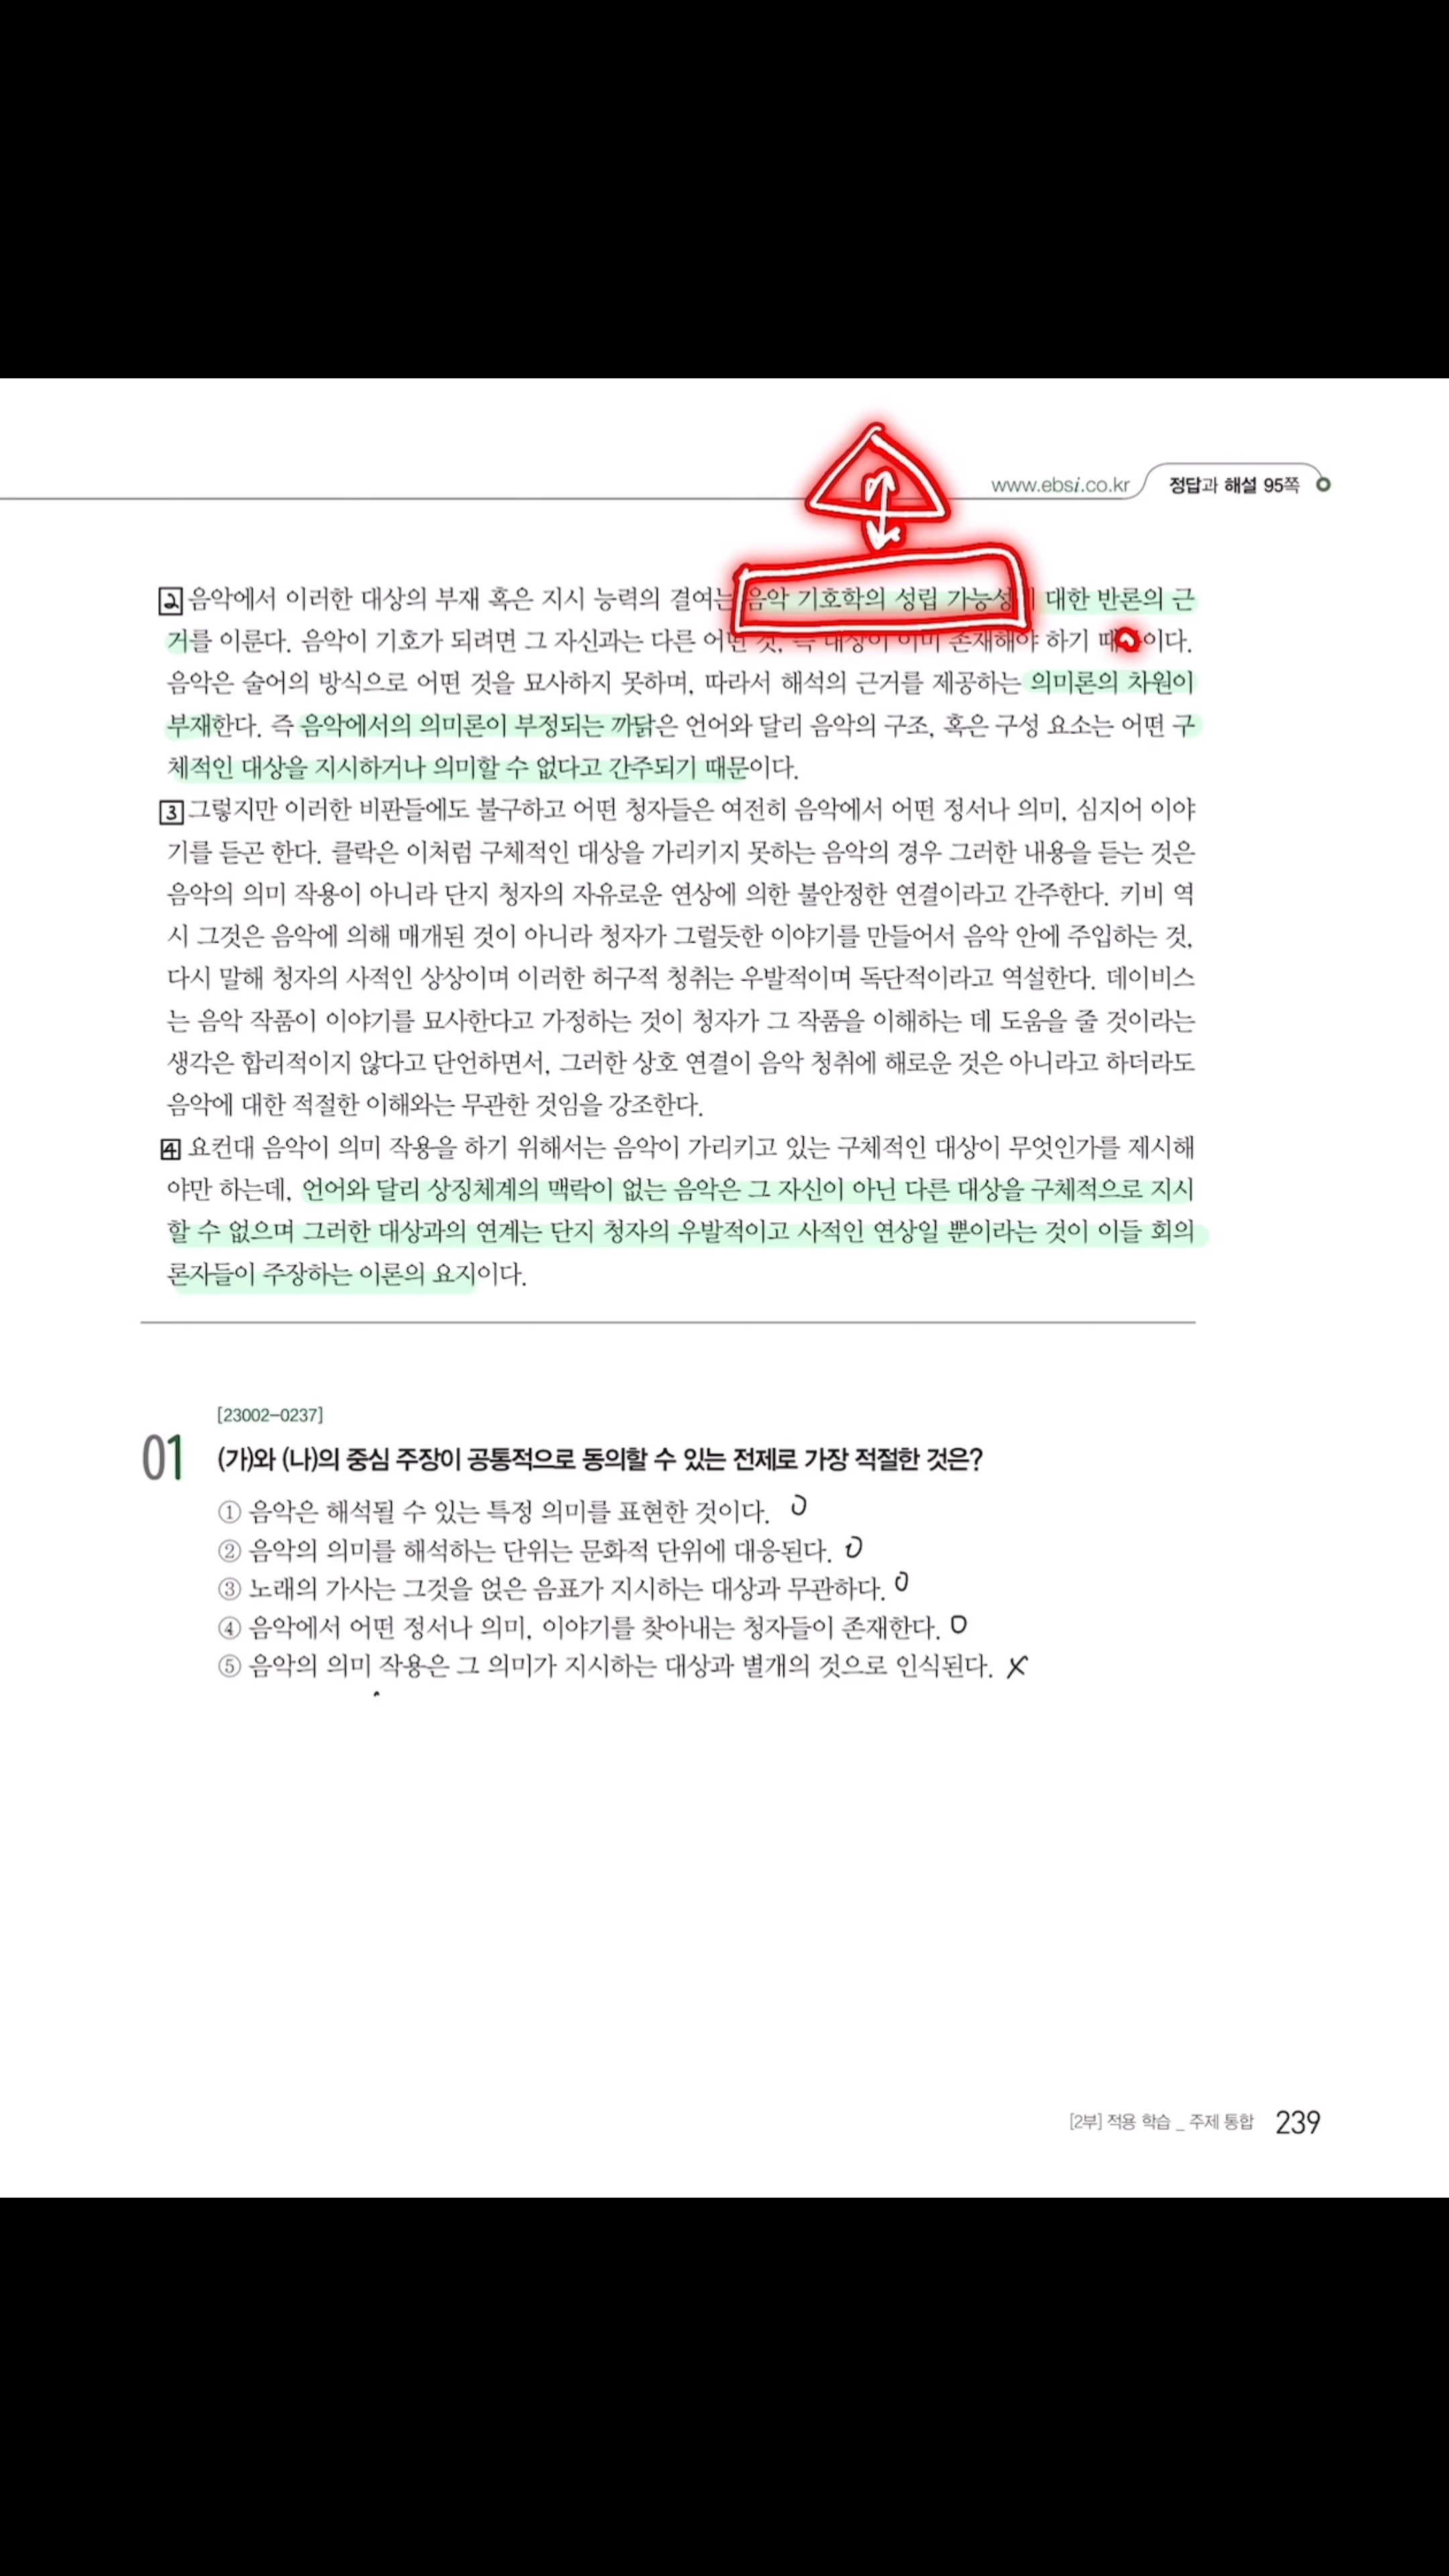 www.ebsi.co.kr 정답과 해설 95쪽
2 음악에서 이러한 대상의 부재 혹은 지시 능력의 결여는 음악 기호학의 성립 가능성 대한 반론의 근
거를 이룬다. 음악이 기호가 되려면 그 자신과는 다른 어떤 것, 즉 대상이 이미 존재해야 하기 때이다.
음악은 술어의 방식으로 어떤 것을 묘사하지 못하며, 따라서 해석의 근거를 제공하는 의미론의 차원이
부재한다. 즉 음악에서의 의미론이 부정되는 까닭은 언어와 달리 음악의 구조, 혹은 구성 요소는 어떤 구
체적인 대상을 지시하거나 의미할 수 없다고 간주되기 때문이다.
3 그렇지만 이러한 비판들에도 불구하고 어떤 청자들은 여전히 음악에서 어떤 정서나 의미, 심지어 이야
기를 듣곤 한다. 클락은 이처럼 구체적인 대상을 가리키지 못하는 음악의 경우 그러한 내용을 듣는 것은
음악의 의미 작용이 아니라 단지 청자의 자유로운 연상에 의한 불안정한 연결이라고 간주한다. 키비 역
시 그것은 음악에 의해 매개된 것이 아니라 청자가 그럴듯한 이야기를 만들어서 음악 안에 주입하는 것,
다시 말해 청자의 사적인 상상이며 이러한 허구적 청취는 우발적이며 독단적이라고 역설한다. 데이비스
는 음악 작품이 이야기를 묘사한다고 가정하는 것이 청자가 그 작품을 이해하는 데 도움을 줄 것이라는
생각은 합리적이지 않다고 단언하면서, 그러한 상호 연결이 음악 청취에 해로운 것은 아니라고 하더라도
음악에 대한 적절한 이해와는 무관한 것임을 강조한다.
4 요컨대 음악이 의미 작용을 하기 위해서는 음악이 가리키고 있는 구체적인 대상이 무엇인가를 제시해
야만 하는데, 언어와 달리 상징체계의 맥락이 없는 음악은 그 자신이 아닌 다른 대상을 구체적으로 지시
할 수 없으며 그러한 대상과의 연계는 단지 청자의 우발적이고 사적인 연상일 뿐이라는 것이 이들 회의
론자들이 주장하는 이론의 요지이다.
[23002-0237]
01 (가)와 (나)의 중심 주장이 공통적으로 동의할 수 있는 전제로 가장 적절한 것은?
① 음악은 해석될 수 있는 특정 의미를 표현한 것이다. O
② 음악의 의미를 해석하는 단위는 문화적 단위에 대응된다. O
③ 노래의 가사는 그것을 얹은 음표가 지시하는 대상과 무관하다. O
④ 음악에서 어떤 정서나 의미, 이야기를 찾아내는 청자들이 존재한다. O
⑤ 음악의 의미 작용은 그 의미가 지시하는 대상과 별개의 것으로 인식된다. X
[2부] 적용 학습 _ 주제 통합 239